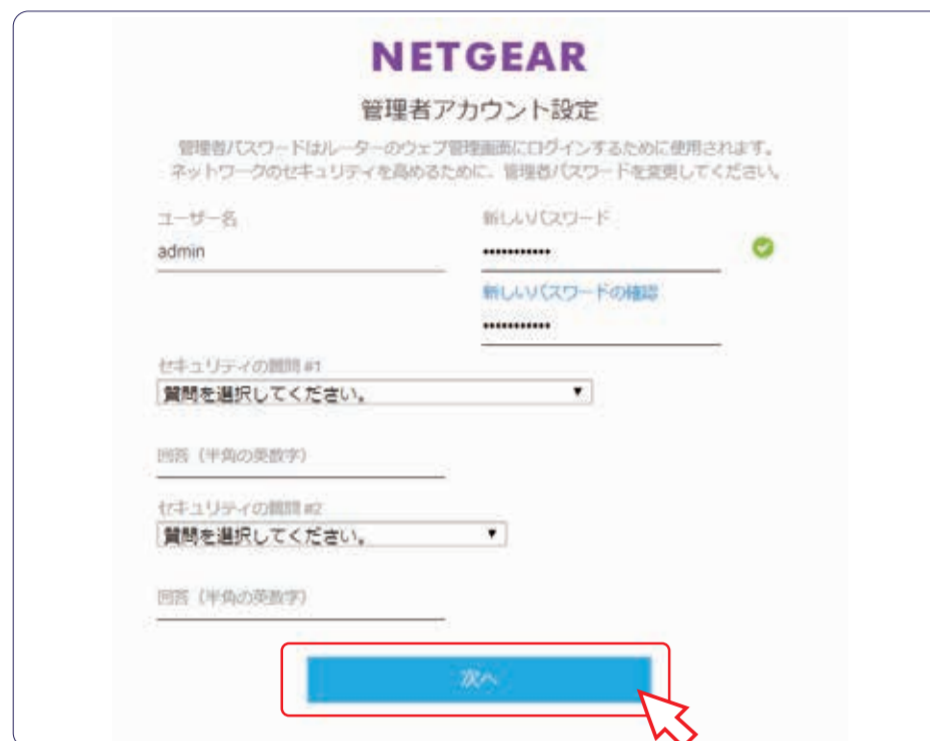 NETGEAR
管理者アカウント設定
管理者パスワードはルーターのウェブ管理画面にログインするために使用されます。
ネットワークのセキュリティを高めるために、管理者パスワードを変更してください。
ユーザー名
新しいパスワード
admin
•••••••••••
新しいパスワードの確認
•••••••••••
セキュリティの質問 #1
質問を選択してください。
回答（半角の英数字）
セキュリティの質問 #2
質問を選択してください。
回答（半角の英数字）
次へ